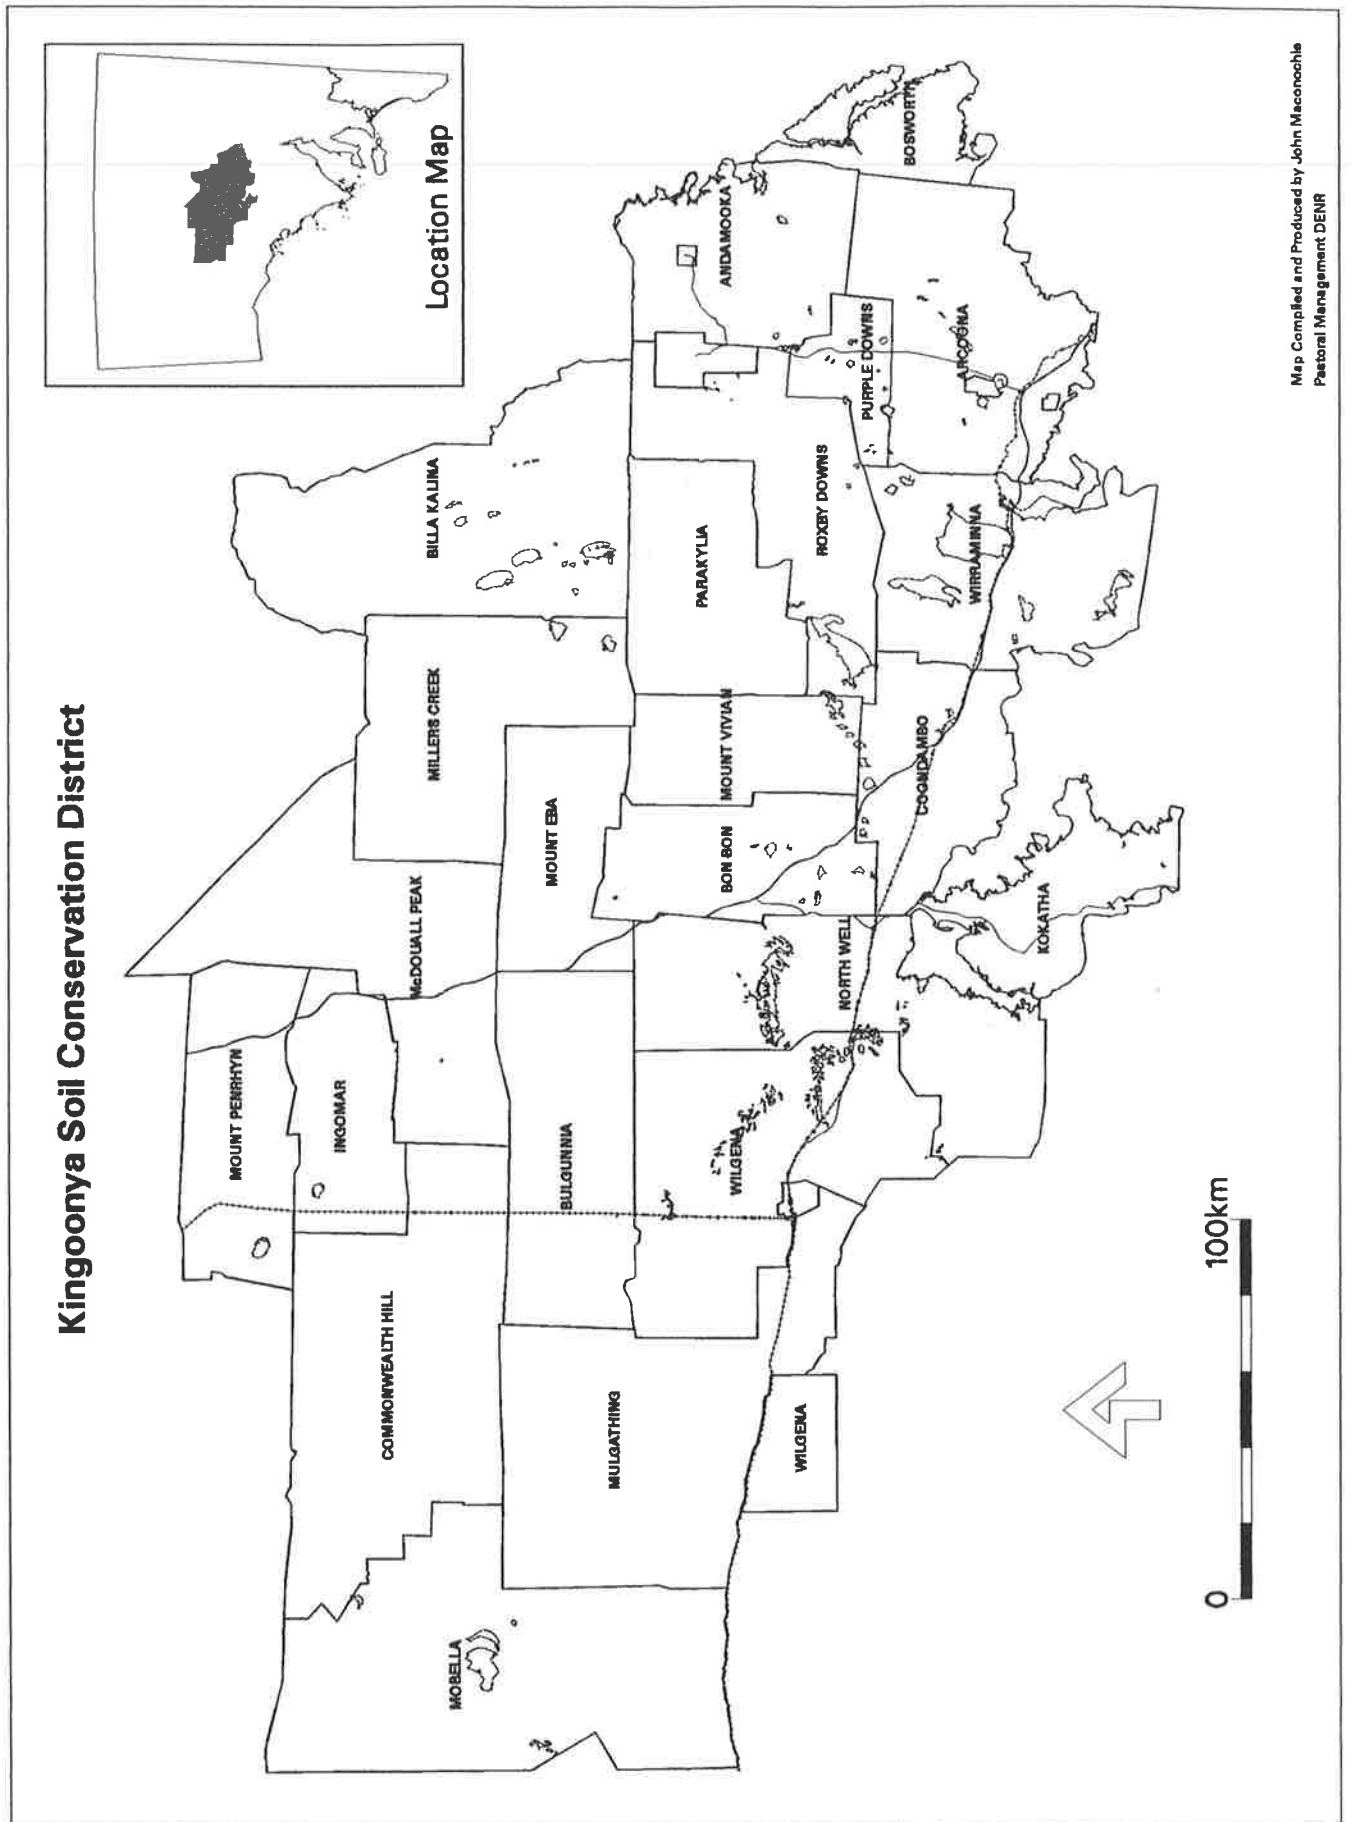 Kingoonya Soil Conservation District
Location Map
MOUNT PENRHYN
INGOMAR
COMMONWEALTH HILL
McDOUALL PEAK
MILLERS CREEK
BILLA KALINA
MOBELLA
MOUNT EBA
BULGUNNIA
MULGATHING
PARAKYLIA
BON BON
MOUNT VIVIAN
ANDAMOOKA
WILGENA
WILGENA
ROXBY DOWNS
NORTH WELL
PURPLE DOWNS
BOSWORTH
COONDAMBO
ARCOONA
WIRRAMINNA
KOKATHA
0 100km
Map Compiled and Produced by John Maconochie
Pastoral Management DENR